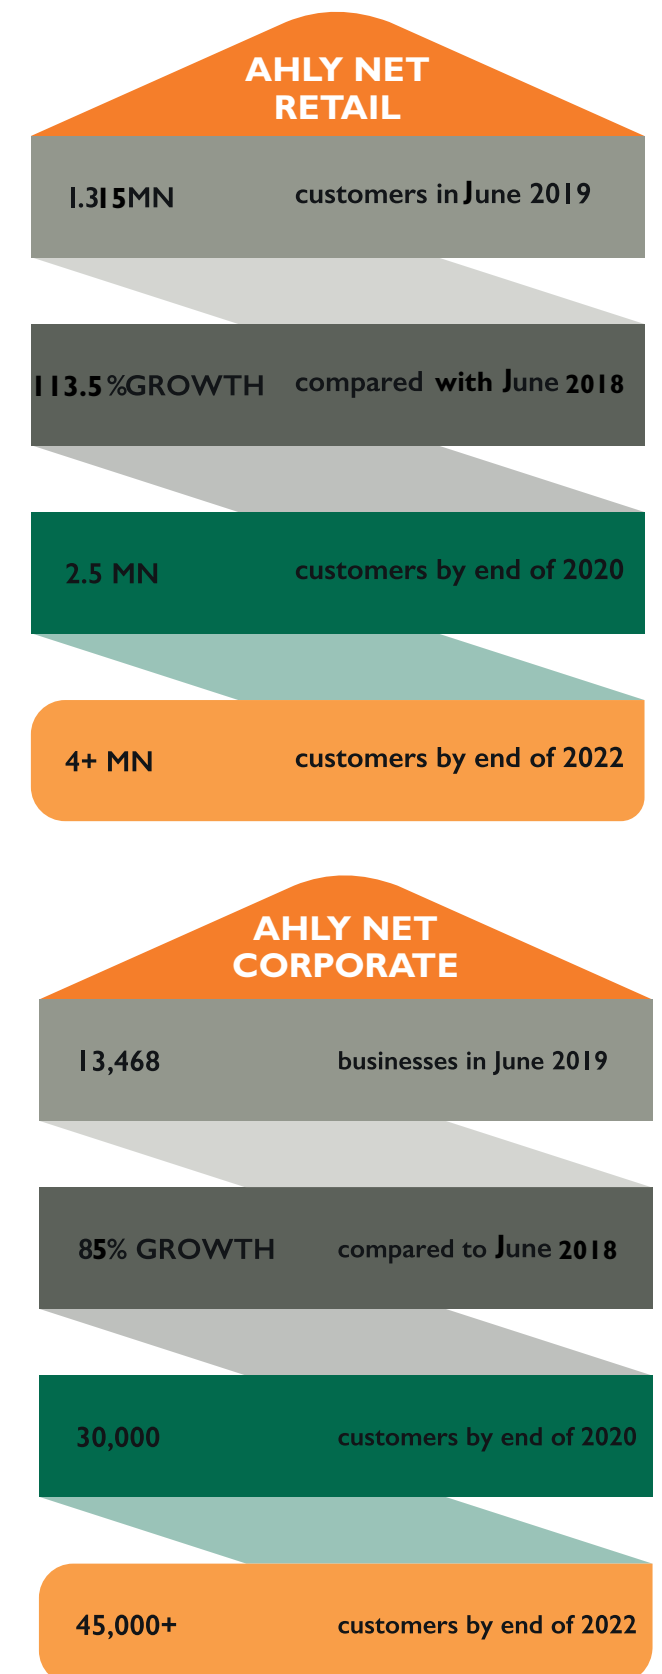 AHLY NET
RETAIL
1.315MN customers in June 2019
113.5 %GROWTH compared with June 2018
2.5 MN customers by end of 2020
4+ MN customers by end of 2022
AHLY NET
CORPORATE
13,468 businesses in June 2019
85% GROWTH compared to June 2018
30,000 customers by end of 2020
45,000+ customers by end of 2022